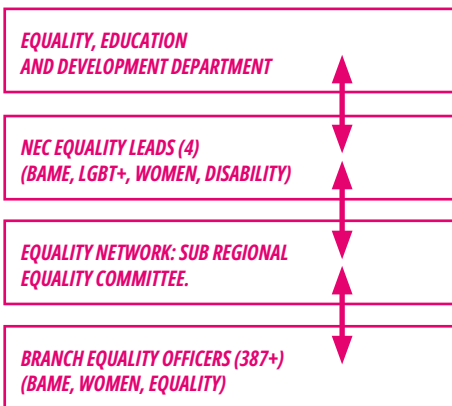 EQUALITY, EDUCATION
AND DEVELOPMENT DEPARTMENT
NEC EQUALITY LEADS (4)
(BAME, LGBT+, WOMEN, DISABILITY)
EQUALITY NETWORK: SUB REGIONAL
EQUALITY COMMITTEE.
BRANCH EQUALITY OFFICERS (387+)
(BAME, WOMEN, EQUALITY)